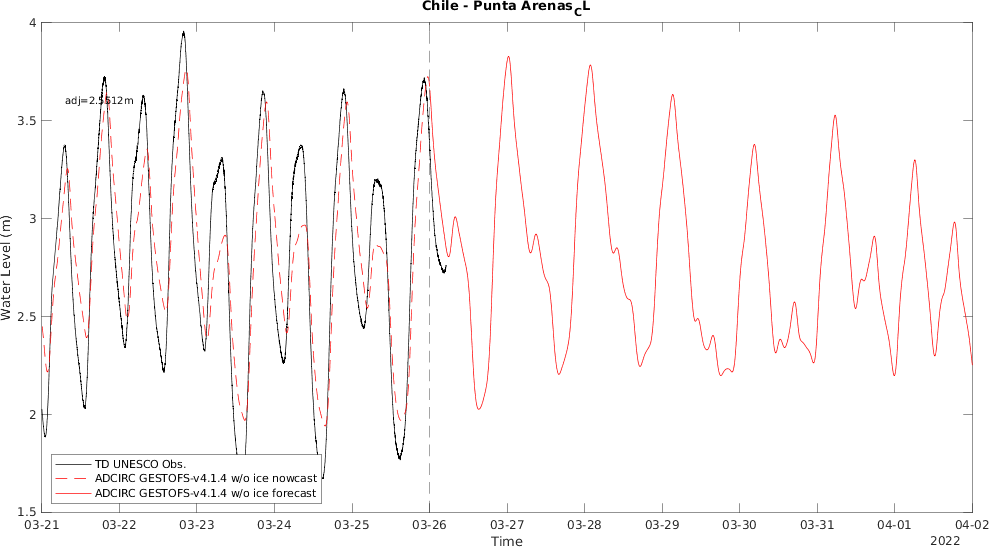 Chile - Punta Arenas_CL
adj=2.5512m
Water Level (m)
4
3.5
3
2.5
2
1.5
TD UNESCO Obs.
ADCIRC GESTOFS-v4.1.4 w/o ice nowcast
ADCIRC GESTOFS-v4.1.4 w/o ice forecast
03-21 03-22 03-23 03-24 03-25 03-26 03-27 03-28 03-29 03-30 03-31 04-01 04-02
Time
2022